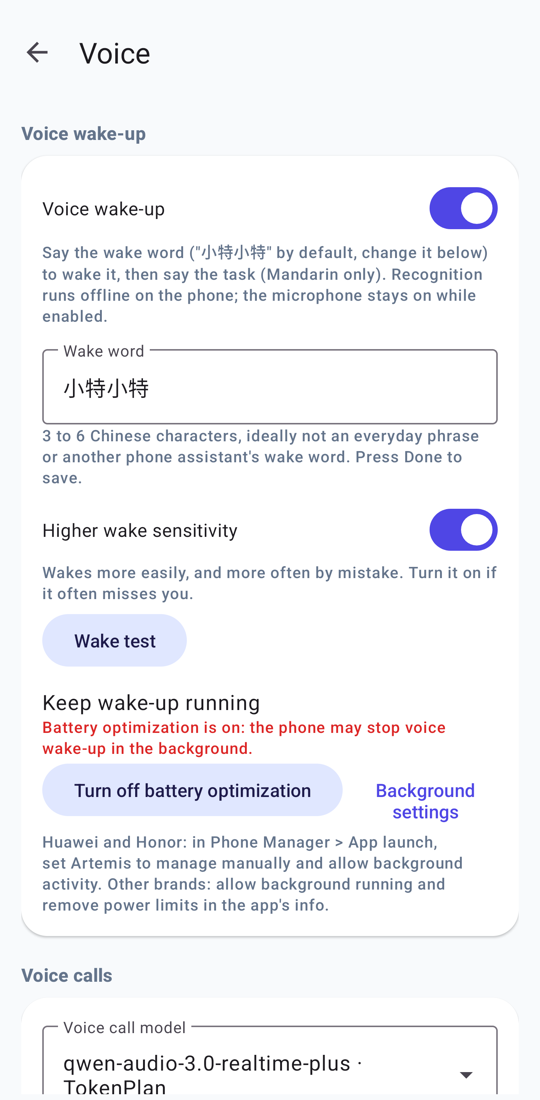 Voice
Voice wake-up
Voice wake-up
Say the wake word ("小特小特" by default, change it below)
to wake it, then say the task (Mandarin only). Recognition
runs offline on the phone; the microphone stays on while
enabled.
Wake word
小特小特
3 to 6 Chinese characters, ideally not an everyday phrase
or another phone assistant's wake word. Press Done to
save.
Higher wake sensitivity
Wakes more easily, and more often by mistake. Turn it on if
it often misses you.
Wake test
Keep wake-up running
Battery optimization is on: the phone may stop voice
wake-up in the background.
Turn off battery optimization
Background
settings
Huawei and Honor: in Phone Manager > App launch,
set Artemis to manage manually and allow background
activity. Other brands: allow background running and
remove power limits in the app's info.
Voice calls
Voice call model
qwen-audio-3.0-realtime-plus ·
TokenPlan